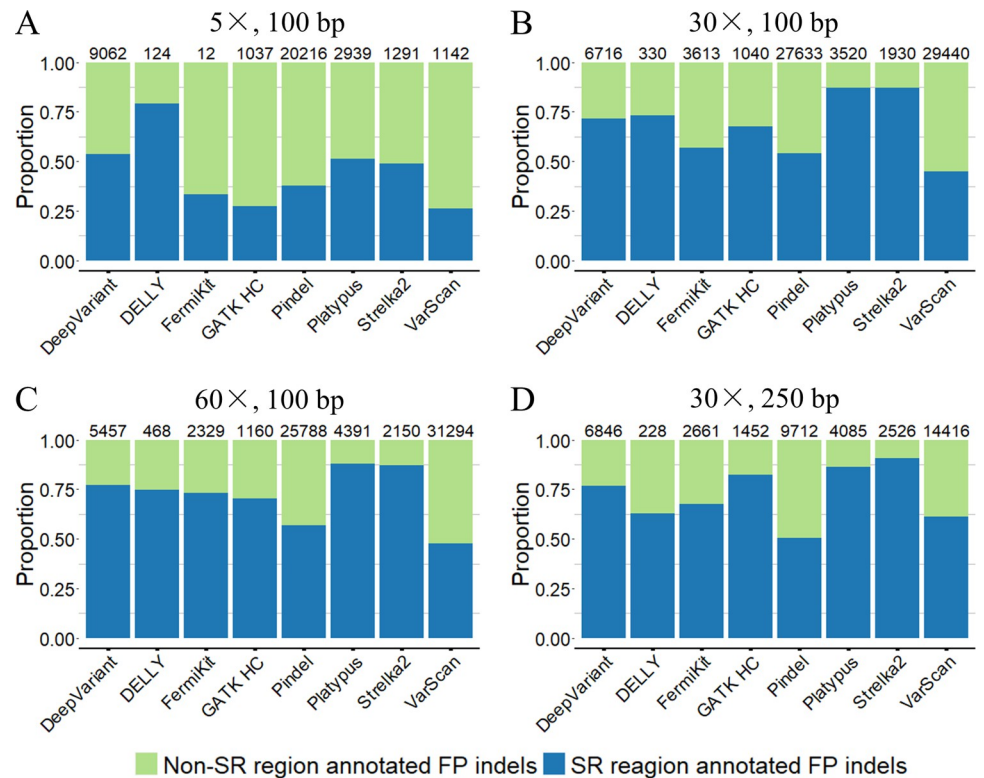 A
5×, 100 bp
9062 124 12 1037 20216 2939 1291 1142
Proportion
1.00
0.75
0.50
0.25
0.00
DeepVariant
DELLY
FermiKit
GATK HC
Pindel
Platypus
Strelka2
VarScan
B
30×, 100 bp
6716 330 3613 1040 27633 3520 1930 29440
Proportion
1.00
0.75
0.50
0.25
0.00
DeepVariant
DELLY
FermiKit
GATK HC
Pindel
Platypus
Strelka2
VarScan
C
60×, 100 bp
5457 468 2329 1160 25788 4391 2150 31294
Proportion
1.00
0.75
0.50
0.25
0.00
DeepVariant
DELLY
FermiKit
GATK HC
Pindel
Platypus
Strelka2
VarScan
D
30×, 250 bp
6846 228 2661 1452 9712 4085 2526 14416
Proportion
1.00
0.75
0.50
0.25
0.00
DeepVariant
DELLY
FermiKit
GATK HC
Pindel
Platypus
Strelka2
VarScan
Non-SR region annotated FP indels SR reagion annotated FP indels